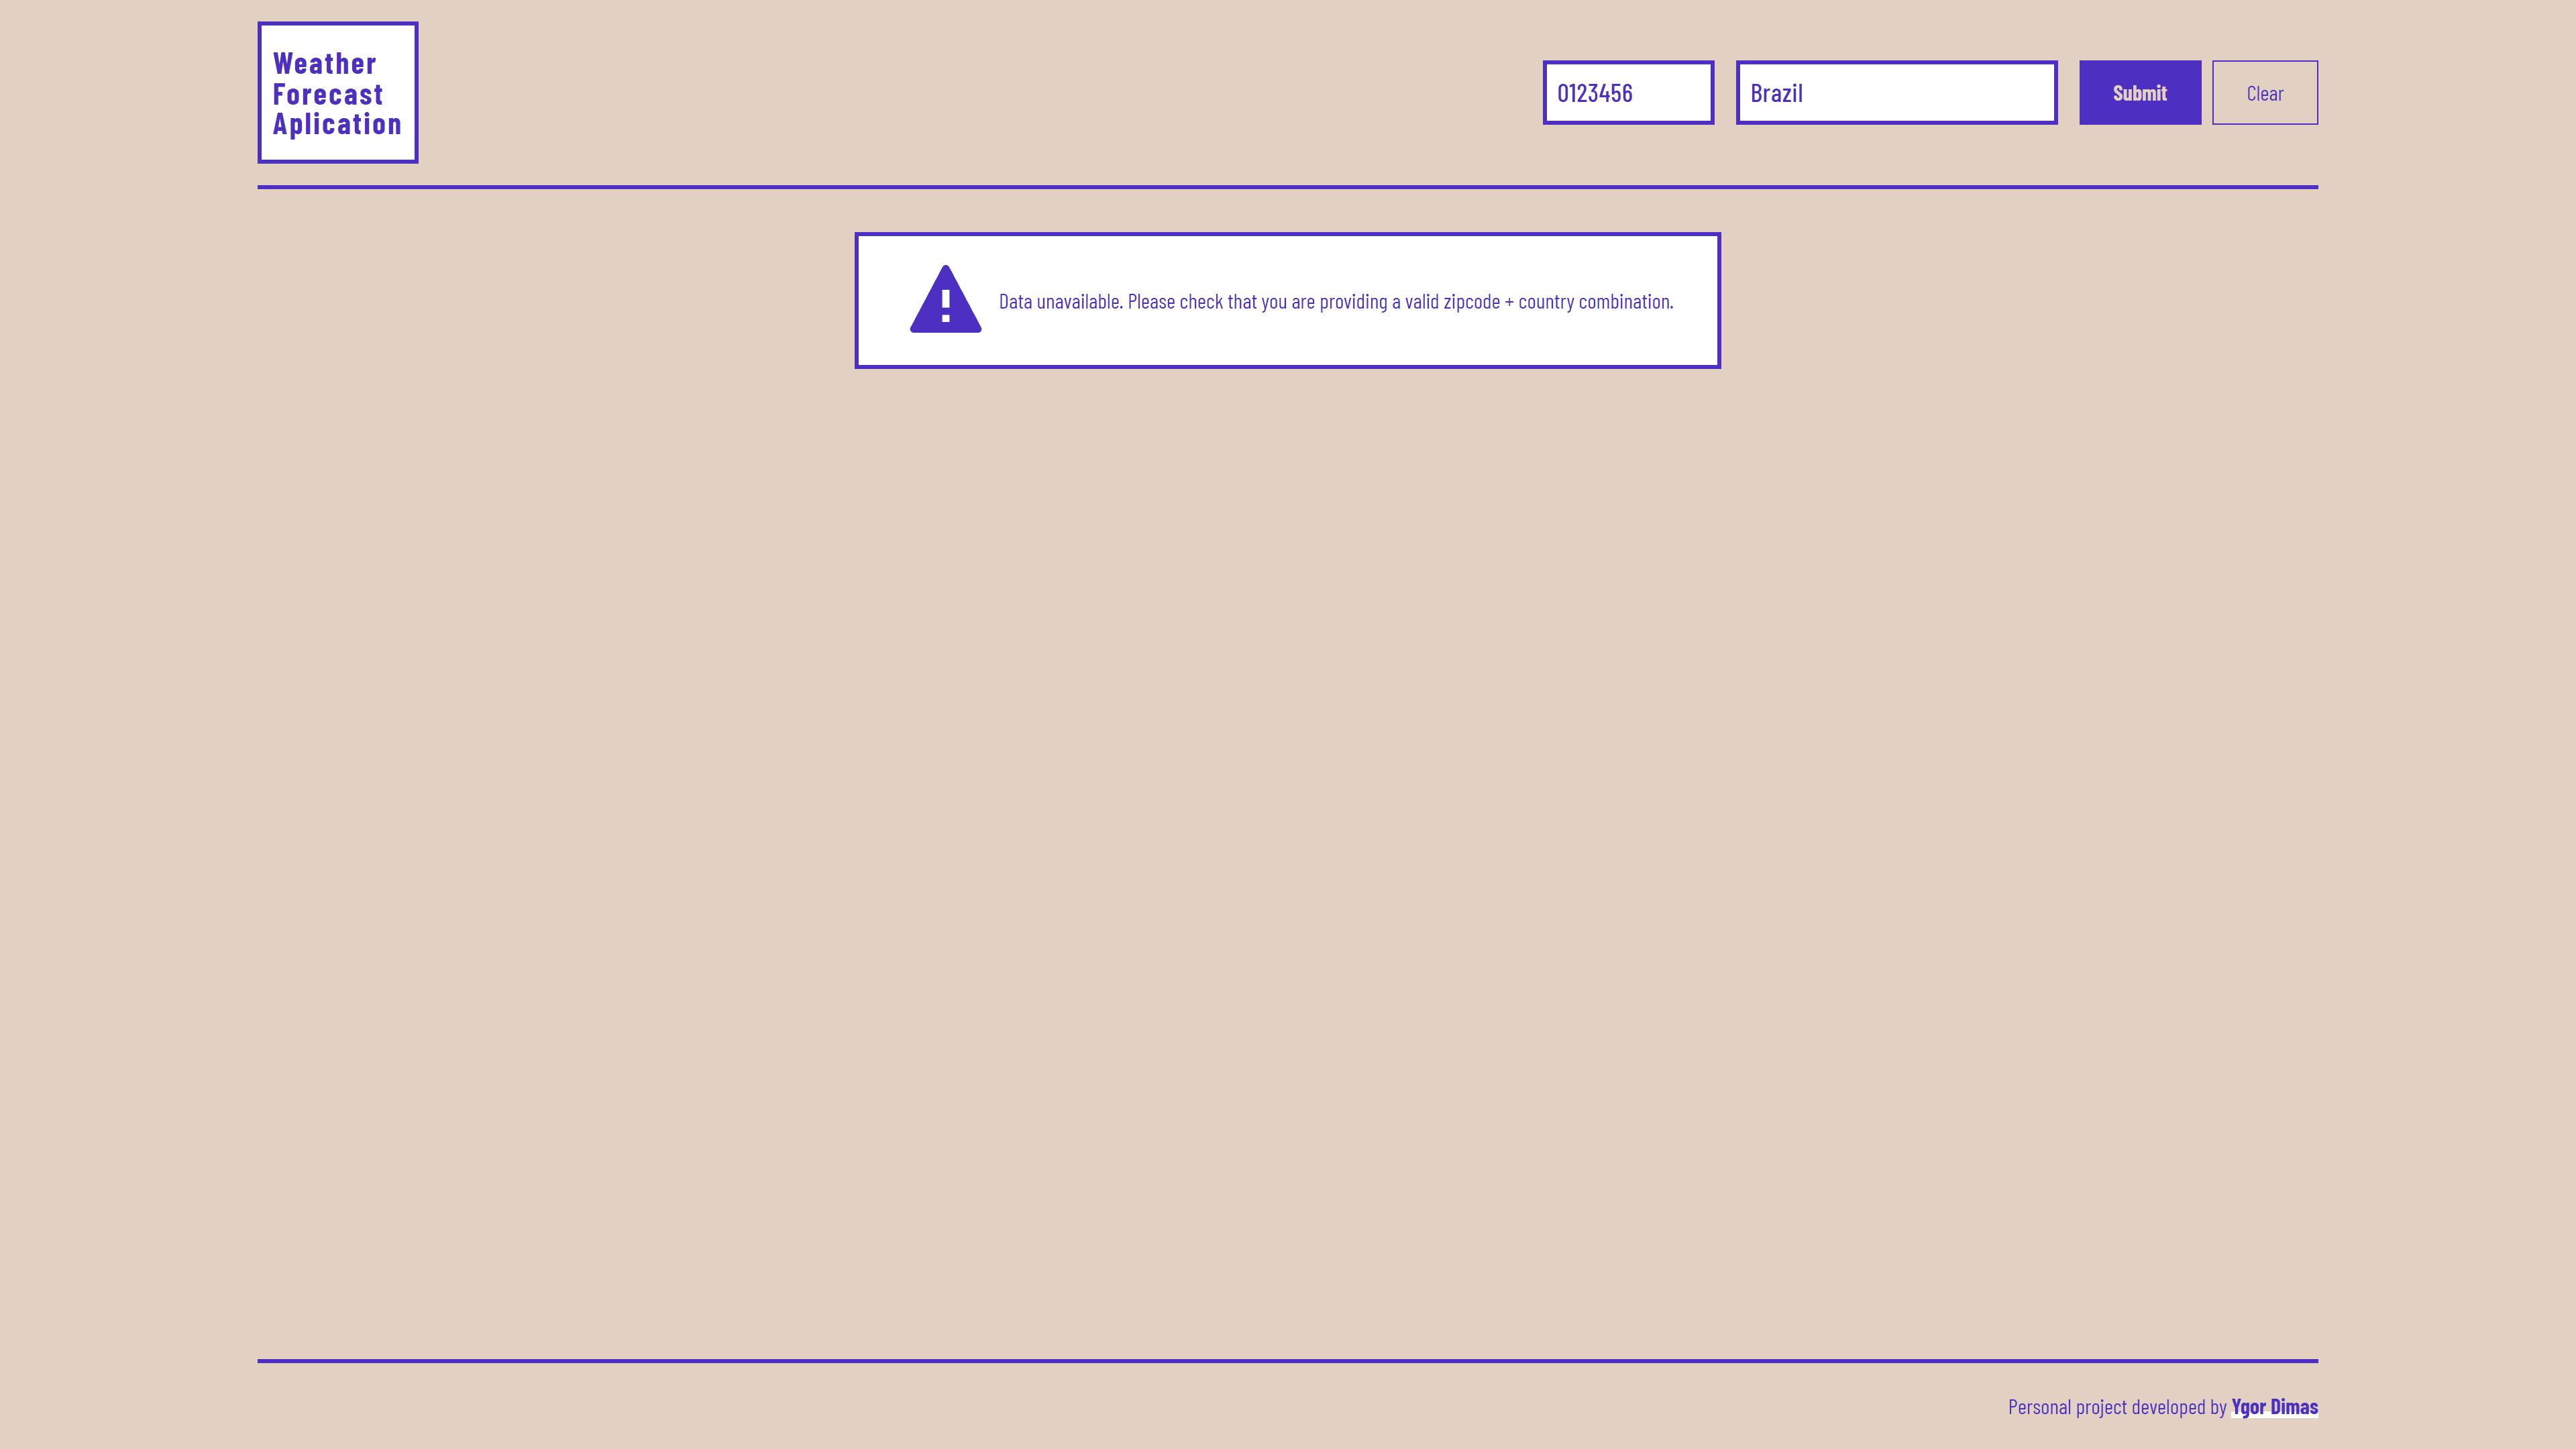 Weather
Forecast
Aplication
0123456
Brazil
Submit
Clear
Data unavailable. Please check that you are providing a valid zipcode + country combination.
Personal project developed by Ygor Dimas